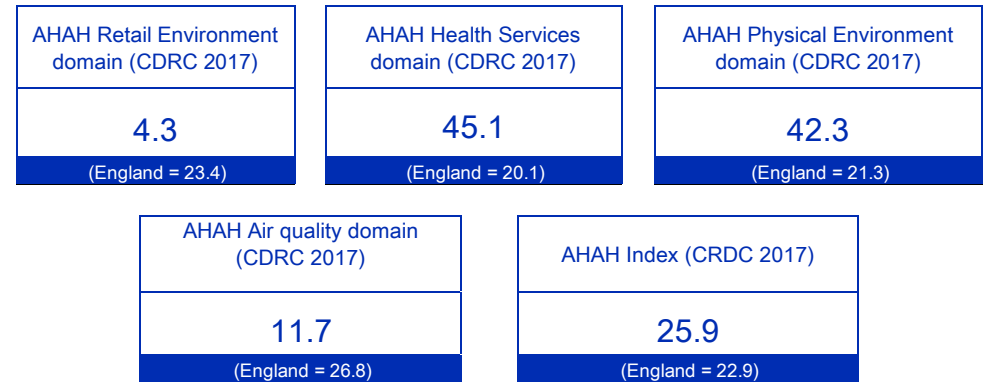 AHAH Retail Environment
domain (CDRC 2017)
4.3
(England = 23.4)
AHAH Health Services
domain (CDRC 2017)
45.1
(England = 20.1)
AHAH Physical Environment
domain (CDRC 2017)
42.3
(England = 21.3)
AHAH Air quality domain
(CDRC 2017)
11.7
(England = 26.8)
AHAH Index (CRDC 2017)
25.9
(England = 22.9)